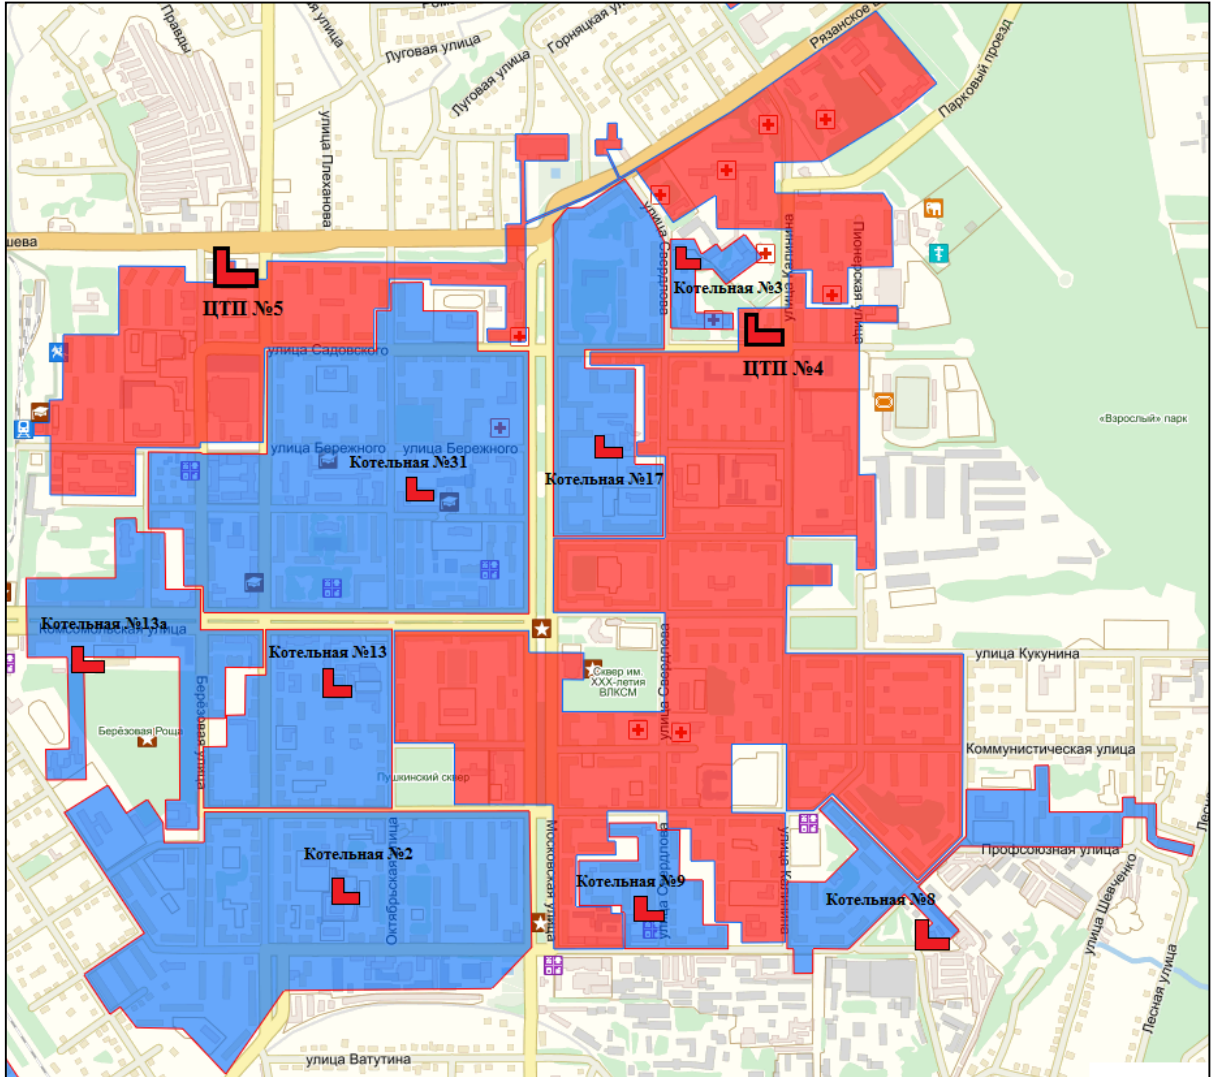 Правды
улица
Луговая улица
Горняцкая
Луговая улица
Рязанское
Парковый проезд
улица Плеханова
шева
улица Свердлова
улица Калинина
Пионерская улица
Котельная №3
ЦТП №5
ЦТП №4
улица Садовского
«Взрослый» парк
улица Бережного
улица Бережного
Котельная №31
Котельная №17
Котельная №13а
Комсомольская улица
Котельная №13
улица Кукунина
Сквер им.
XXX-летия
ВЛКСМ
улица Свердлова
Берёзовая улица
Берёзовая Роща
Коммунистическая улица
Пушкинский сквер
Московская улица
улица Свердлова
улица Калинина
Октябрьская улица
Профсоюзная улица
Котельная №2
Котельная №9
Котельная №8
улица Шевченко
Лесная улица
улица Ватутина